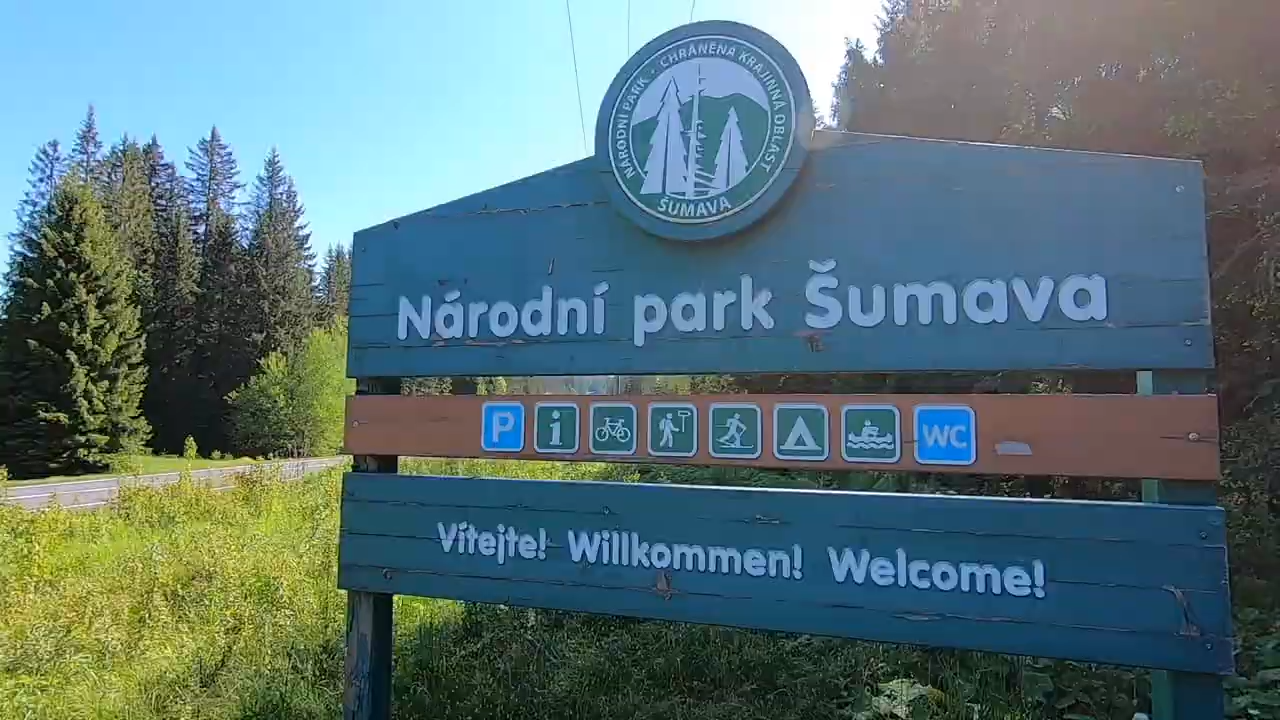 NÁRODNÍ PARK • CHRÁNĚNÁ KRAJINNÁ OBLAST
ŠUMAVA
Národní park Šumava
P i WC
Vítejte! Willkommen! Welcome!